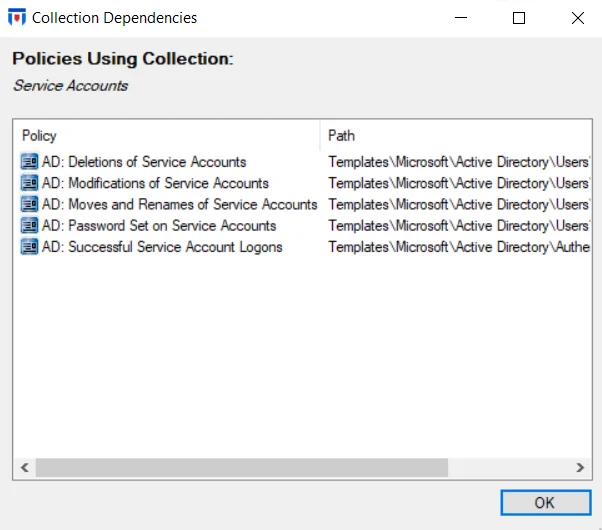 Collection Dependencies
Policies Using Collection:
Service Accounts
Policy Path
AD: Deletions of Service Accounts Templates\Microsoft\Active Directory\Users\
AD: Modifications of Service Accounts Templates\Microsoft\Active Directory\Users\
AD: Moves and Renames of Service Accounts Templates\Microsoft\Active Directory\Users\
AD: Password Set on Service Accounts Templates\Microsoft\Active Directory\Users\
AD: Successful Service Account Logons Templates\Microsoft\Active Directory\Authe
OK